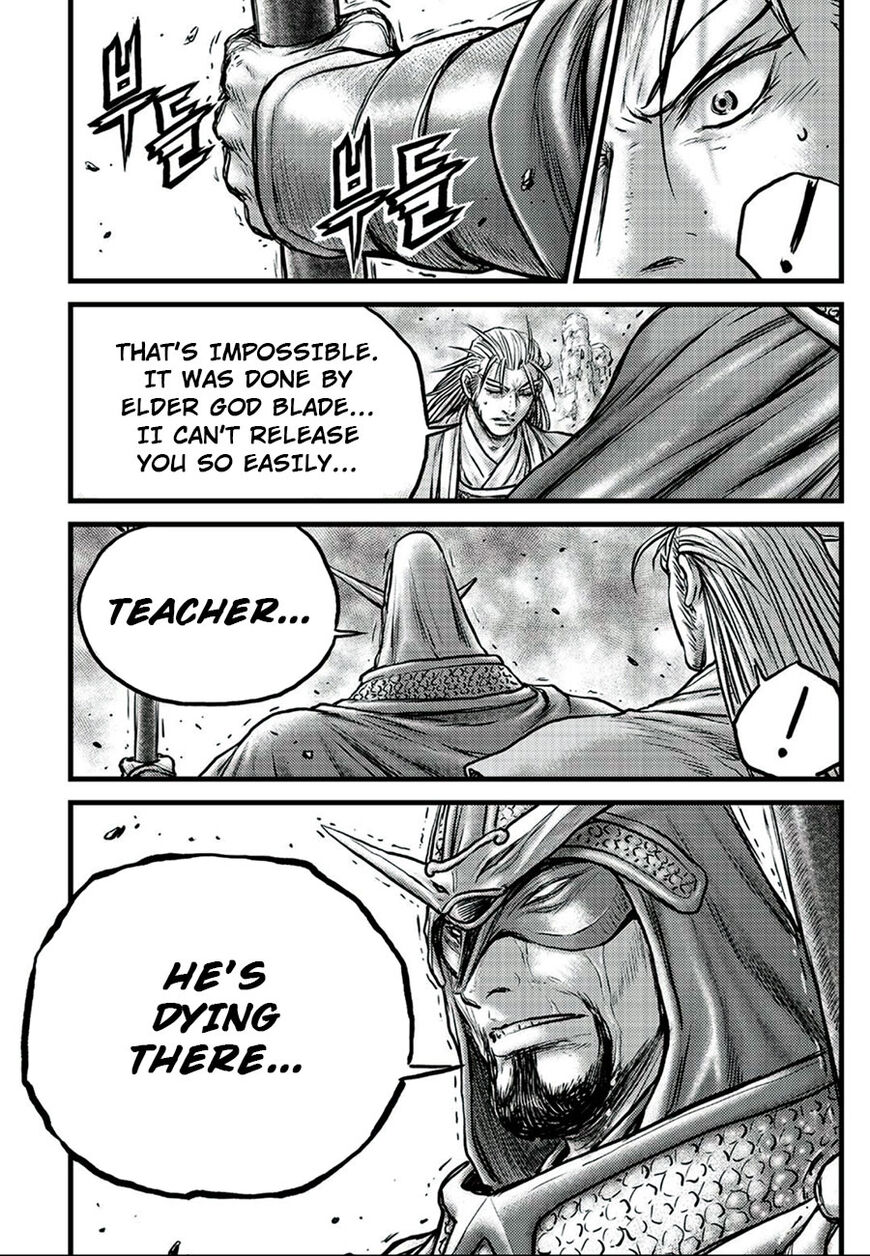 부들
부들
!
THAT'S IMPOSSIBLE.
IT WAS DONE BY
ELDER GOD BLADE...
II CAN'T RELEASE
YOU SO EASILY...
TEACHER...
!
HE'S
DYING
THERE...